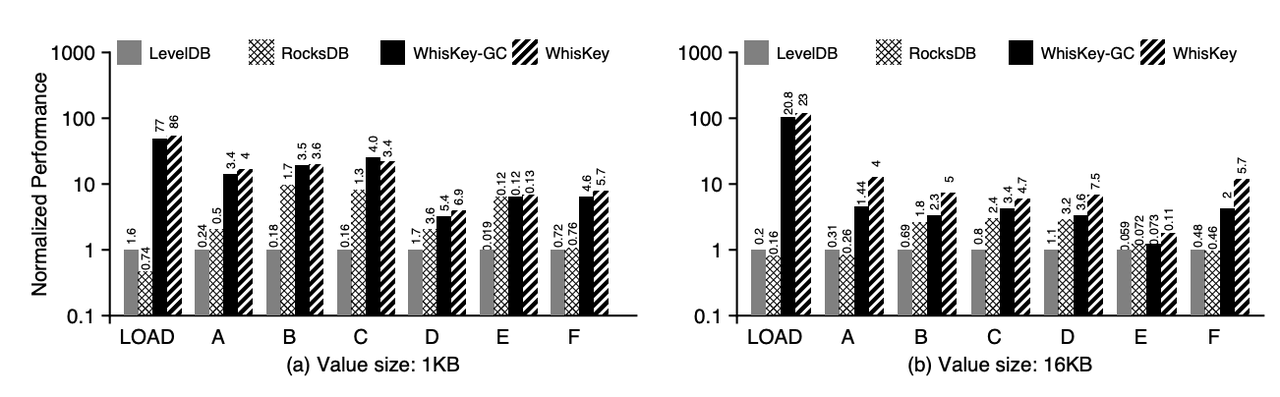 1000
100
10
1
0.1
Normalized Performance
LevelDB
RocksDB
WhisKey-GC
WhisKey
1.6
0.74
77
86
0.24
0.5
3.4
4
0.18
1.7
3.5
3.6
0.16
1.3
4.0
3.4
1.7
3.6
5.4
6.9
0.019
0.12
0.12
0.13
0.72
0.76
4.6
5.7
LOAD
A
B
C
D
E
F
(a) Value size: 1KB
1000
100
10
1
0.1
LevelDB
RocksDB
WhisKey-GC
WhisKey
0.2
0.16
20.8
23
0.31
0.26
1.44
4
0.69
1.8
2.3
5
0.8
2.4
3.4
4.7
1.1
3.2
3.6
7.5
0.059
0.072
0.073
0.11
0.48
0.46
2
5.7
LOAD
A
B
C
D
E
F
(b) Value size: 16KB